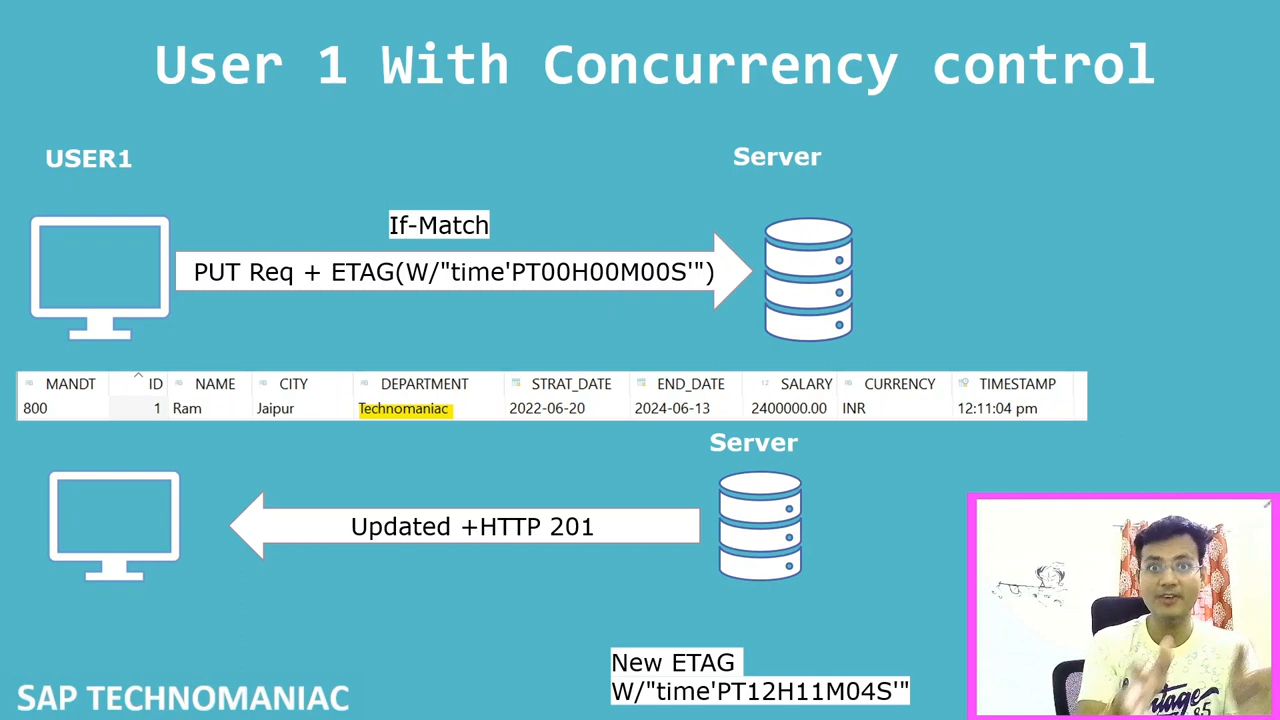 User 1 With Concurrency control
USER1
Server
If-Match
PUT Req + ETAG(W/"time'PT00H00M00S'")
MANDT ID NAME CITY DEPARTMENT STRAT_DATE END_DATE SALARY CURRENCY TIMESTAMP
800 1 Ram Jaipur Technomaniac 2022-06-20 2024-06-13 2400000.00 INR 12:11:04 pm
Server
Updated +HTTP 201
New ETAG
W/"time'PT12H11M04S'"
SAP TECHNOMANIAC